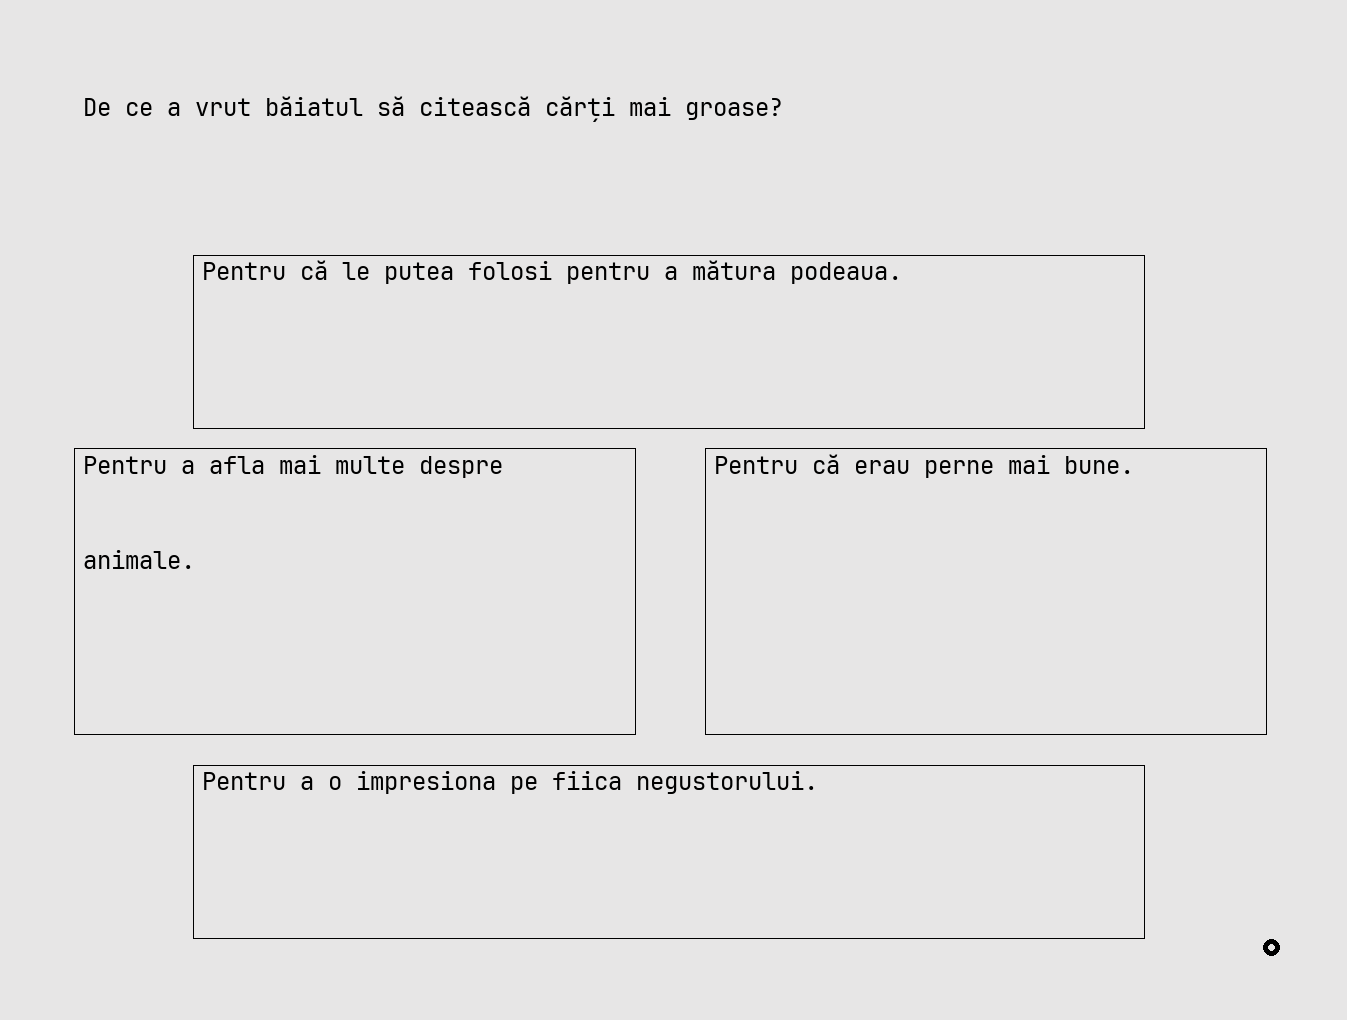 De ce a vrut băiatul să citească cărți mai groase?
Pentru că le putea folosi pentru a mătura podeaua.
Pentru a afla mai multe despre
animale.
Pentru că erau perne mai bune.
Pentru a o impresiona pe fiica negustorului.